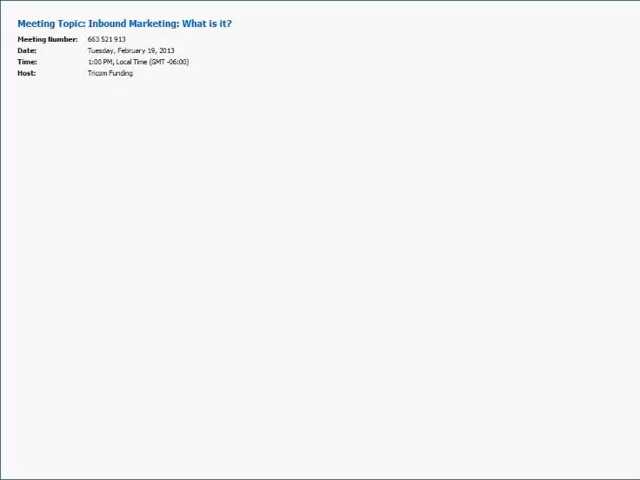 Meeting Topic: Inbound Marketing: What is it?
Meeting Number: 663 521 913
Date: Tuesday, February 19, 2013
Time: 1:00 PM, Local Time (GMT -06:00)
Host: Tricom Funding